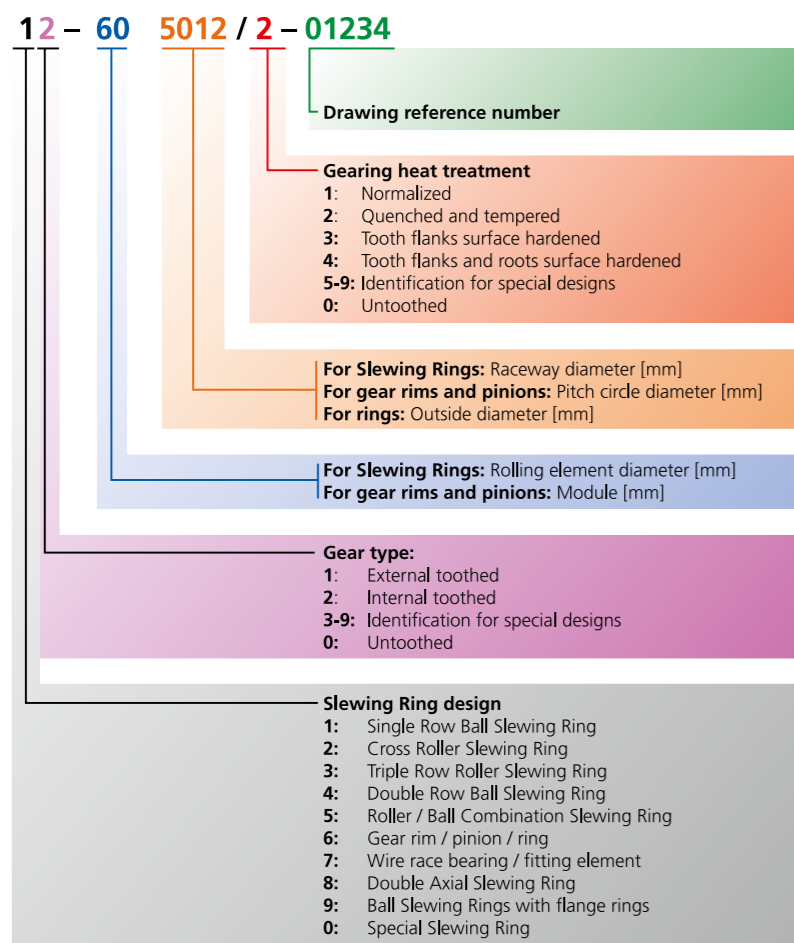 12 – 60 5012 / 2 – 01234
Drawing reference number
Gearing heat treatment
1: Normalized
2: Quenched and tempered
3: Tooth flanks surface hardened
4: Tooth flanks and roots surface hardened
5-9: Identification for special designs
0: Untoothed
For Slewing Rings: Raceway diameter [mm]
For gear rims and pinions: Pitch circle diameter [mm]
For rings: Outside diameter [mm]
For Slewing Rings: Rolling element diameter [mm]
For gear rims and pinions: Module [mm]
Gear type:
1: External toothed
2: Internal toothed
3-9: Identification for special designs
0: Untoothed
Slewing Ring design
1: Single Row Ball Slewing Ring
2: Cross Roller Slewing Ring
3: Triple Row Roller Slewing Ring
4: Double Row Ball Slewing Ring
5: Roller / Ball Combination Slewing Ring
6: Gear rim / pinion / ring
7: Wire race bearing / fitting element
8: Double Axial Slewing Ring
9: Ball Slewing Rings with flange rings
0: Special Slewing Ring